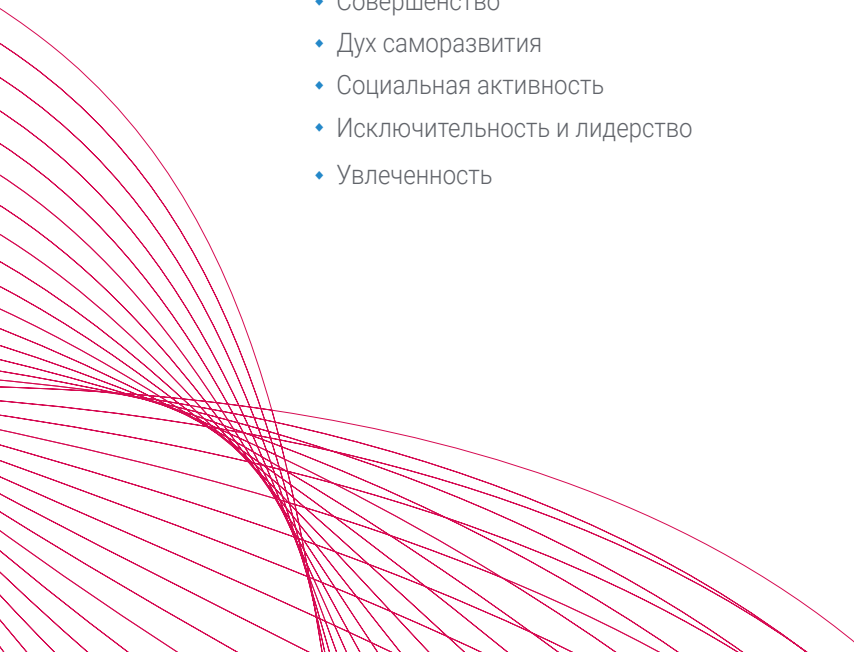 Совершенство
Дух саморазвития
Социальная активность
Исключительность и лидерство
Увлеченность